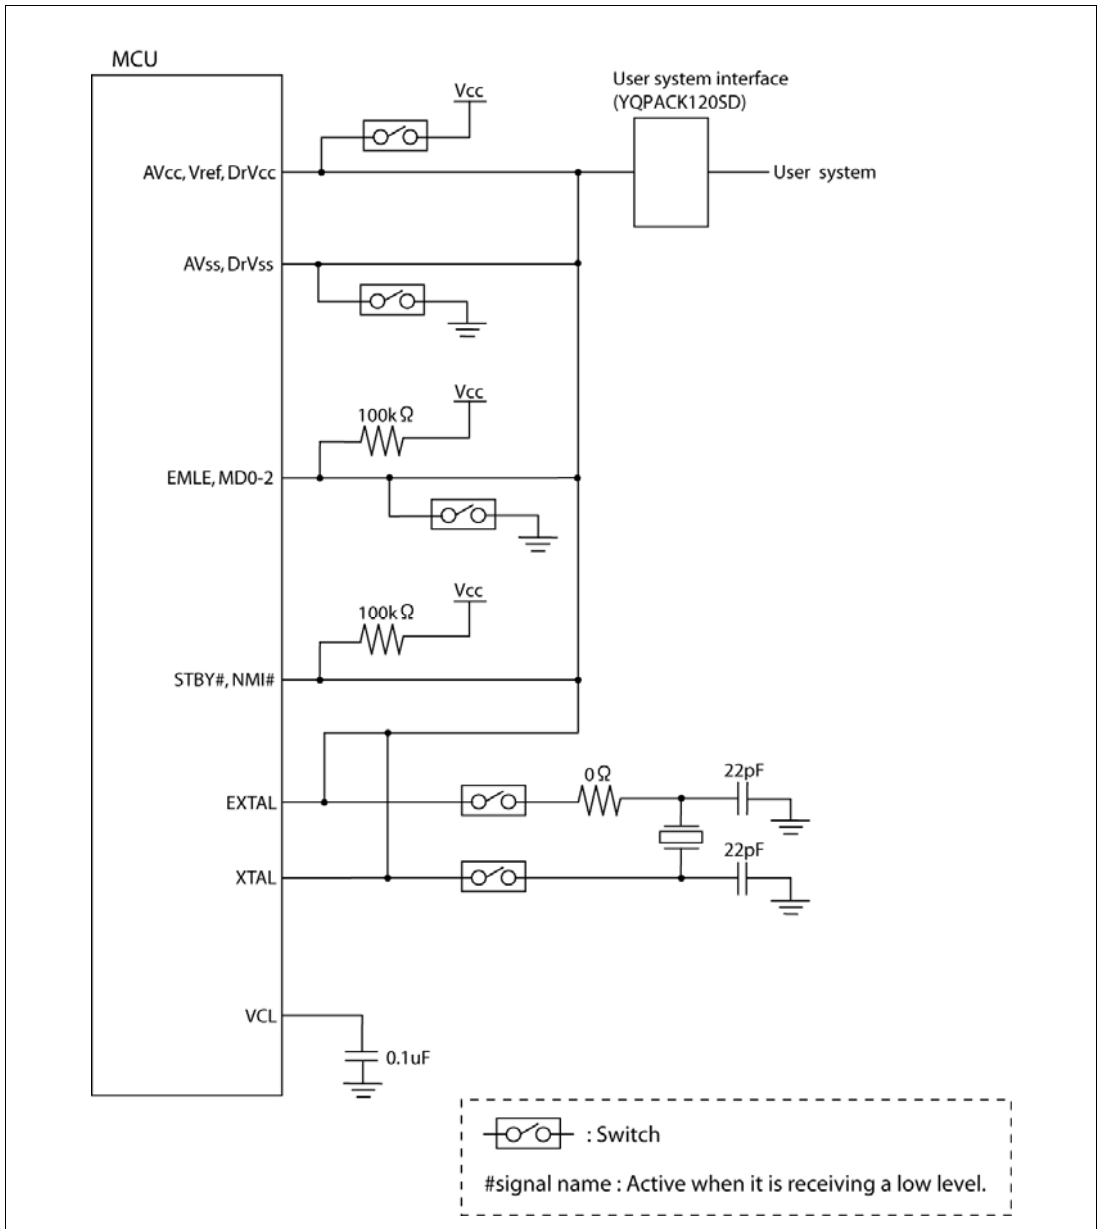 MCU
User system interface
(YQPACK120SD)
Vcc
AVcc, Vref, DrVcc
User system
AVss, DrVss
Vcc
100kΩ
EMLE, MD0-2
Vcc
100kΩ
STBY#, NMI#
0Ω
22pF
EXTAL
22pF
XTAL
VCL
0.1uF
: Switch
#signal name : Active when it is receiving a low level.